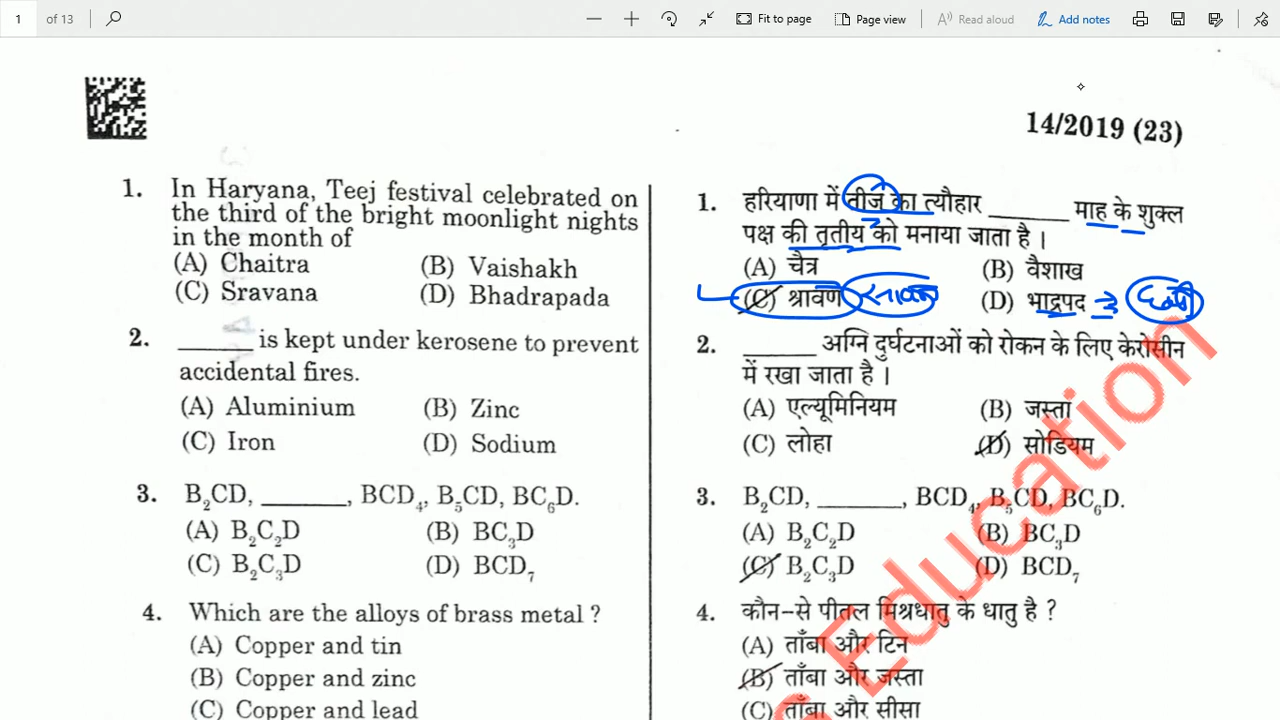 1 of 13 Fit to page Page view Read aloud Add notes
14/2019 (23)
1. In Haryana, Teej festival celebrated on
the third of the bright moonlight nights
in the month of
(A) Chaitra (B) Vaishakh
(C) Sravana (D) Bhadrapada
2. ______ is kept under kerosene to prevent
accidental fires.
(A) Aluminium (B) Zinc
(C) Iron (D) Sodium
3. B₂CD, ______, BCD₄, B₅CD, BC₆D.
(A) B₂C₂D (B) BC₃D
(C) B₂C₃D (D) BCD₇
4. Which are the alloys of brass metal ?
(A) Copper and tin
(B) Copper and zinc
(C) Copper and lead
1. हरियाणा में तीज का त्यौहार ______ माह के शुक्ल
पक्ष की तृतीय को मनाया जाता है ।
(A) चैत्र (B) वैशाख
(C) श्रावण सावन (D) भाद्रपद
2. ______ अग्नि दुर्घटनाओं को रोकन के लिए केरोसीन
में रखा जाता है ।
(A) एल्यूमिनियम (B) जस्ता
(C) लोहा (D) सोडियम
3. B₂CD, ______, BCD₄, B₅CD, BC₆D.
(A) B₂C₂D (B) BC₃D
(C) B₂C₃D (D) BCD₇
4. कौन-से पीतल मिश्रधातु के धातु है ?
(A) ताँबा और टिन
(B) ताँबा और जस्ता
(C) ताँबा और सीसा
Education